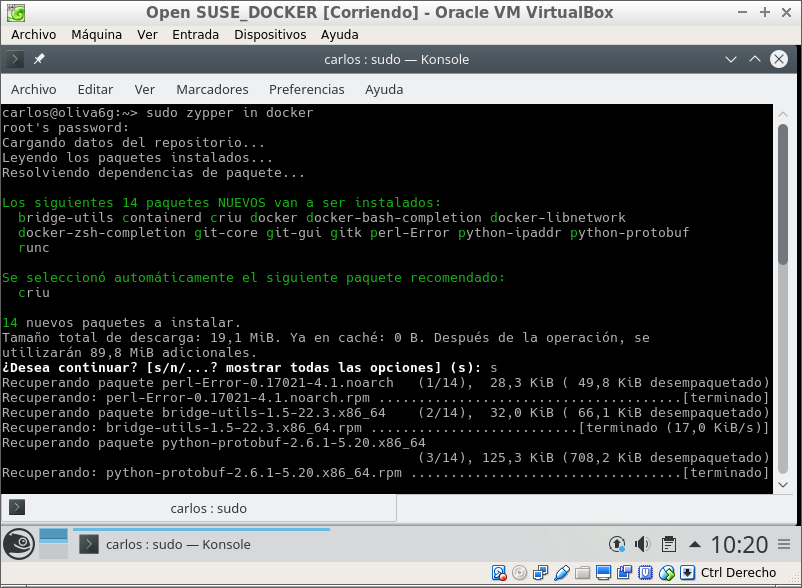 Open SUSE_DOCKER [Corriendo] - Oracle VM VirtualBox
Archivo Máquina Ver Entrada Dispositivos Ayuda
carlos : sudo — Konsole
Archivo Editar Ver Marcadores Preferencias Ayuda
carlos@oliva6g:~> sudo zypper in docker
root's password:
Cargando datos del repositorio...
Leyendo los paquetes instalados...
Resolviendo dependencias de paquete...
Los siguientes 14 paquetes NUEVOS van a ser instalados:
bridge-utils containerd criu docker docker-bash-completion docker-libnetwork
docker-zsh-completion git-core git-gui gitk perl-Error python-ipaddr python-protobuf
runc
Se seleccionó automáticamente el siguiente paquete recomendado:
criu
14 nuevos paquetes a instalar.
Tamaño total de descarga: 19,1 MiB. Ya en caché: 0 B. Después de la operación, se
utilizarán 89,8 MiB adicionales.
¿Desea continuar? [s/n/...? mostrar todas las opciones] (s): s
Recuperando paquete perl-Error-0.17021-4.1.noarch (1/14), 28,3 KiB ( 49,8 KiB desempaquetado)
Recuperando: perl-Error-0.17021-4.1.noarch.rpm ......................................[terminado]
Recuperando paquete bridge-utils-1.5-22.3.x86_64 (2/14), 32,0 KiB ( 66,1 KiB desempaquetado)
Recuperando: bridge-utils-1.5-22.3.x86_64.rpm ..........................[terminado (17,0 KiB/s)]
Recuperando paquete python-protobuf-2.6.1-5.20.x86_64
(3/14), 125,3 KiB (708,2 KiB desempaquetado)
Recuperando: python-protobuf-2.6.1-5.20.x86_64.rpm ..................................[terminado]
carlos : sudo
carlos : sudo — Konsole
10:20
Ctrl Derecho